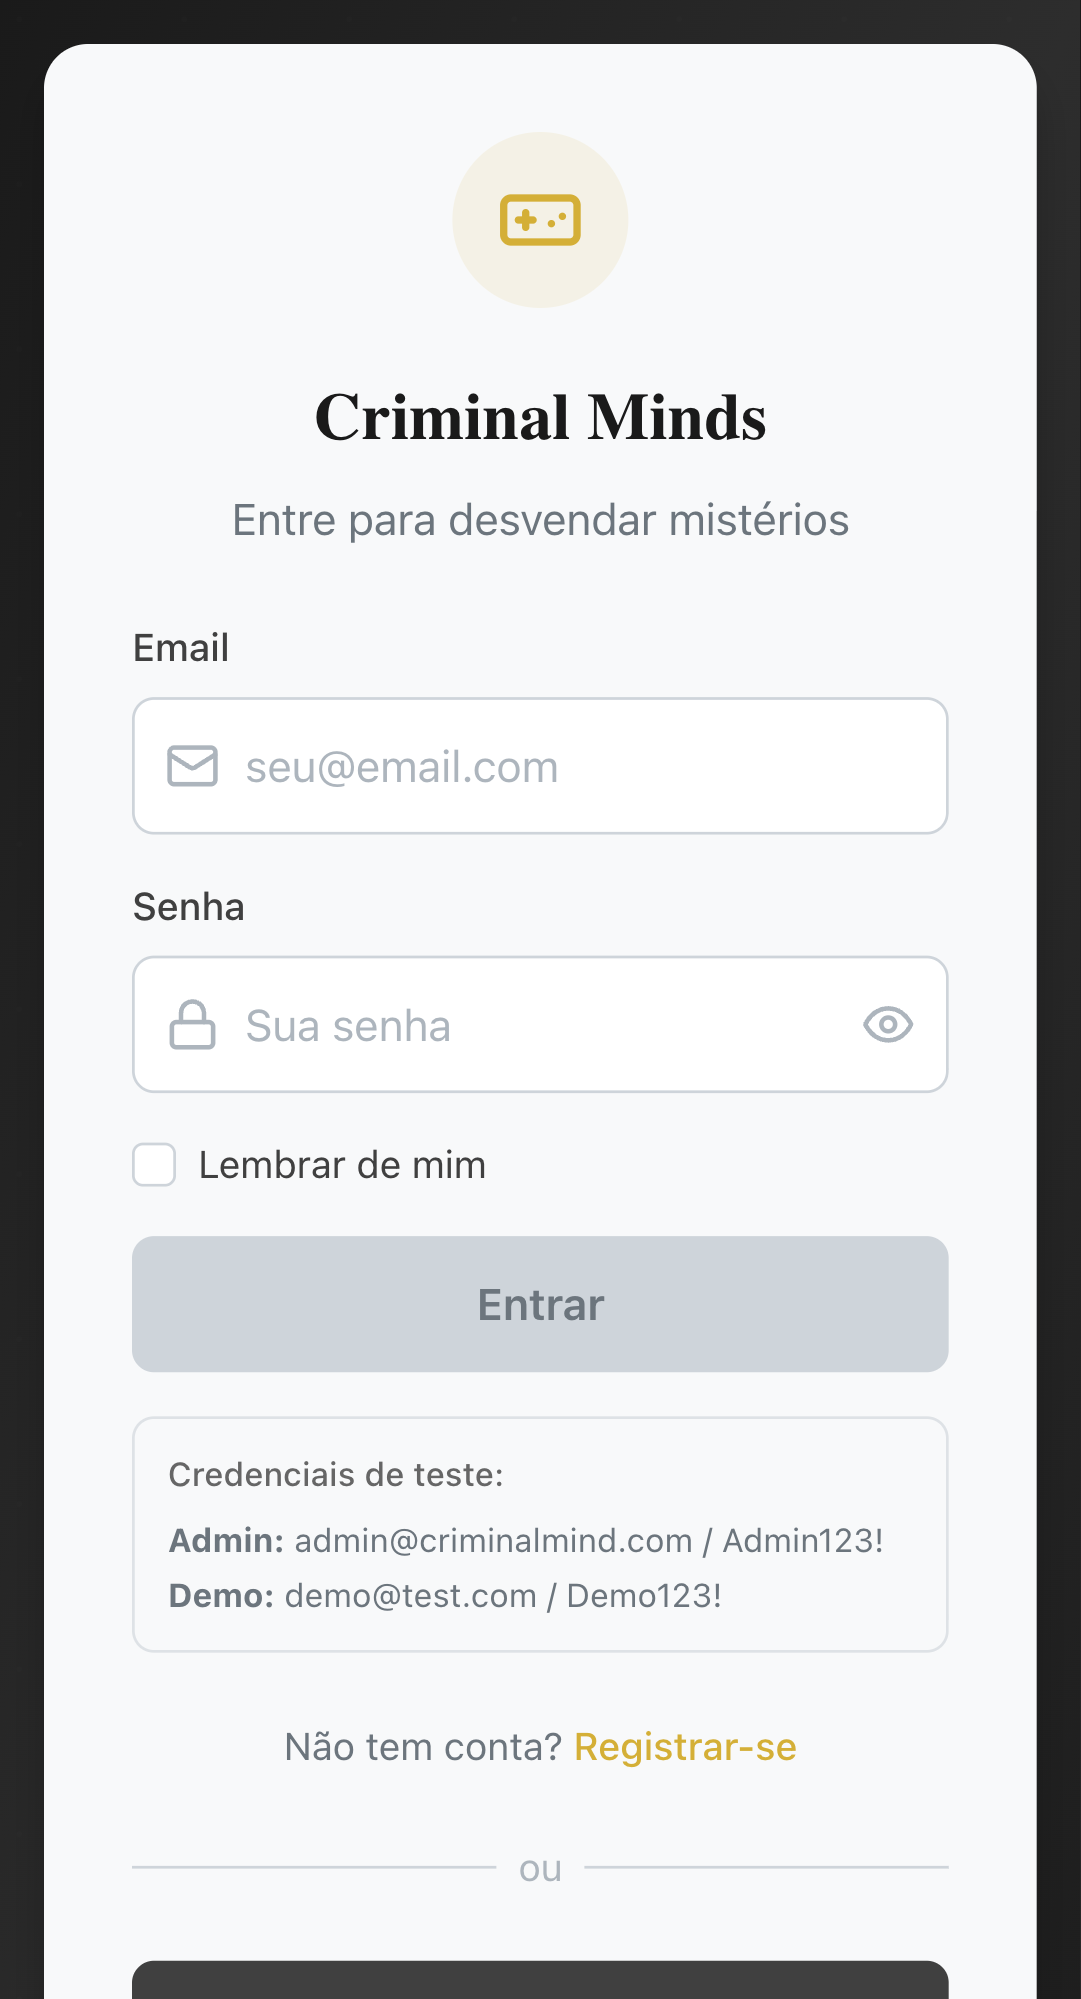 Criminal Minds
Entre para desvendar mistérios
Email
seu@email.com
Senha
Sua senha
Lembrar de mim
Entrar
Credenciais de teste:
Admin: admin@criminalmind.com / Admin123!
Demo: demo@test.com / Demo123!
Não tem conta? Registrar-se
ou